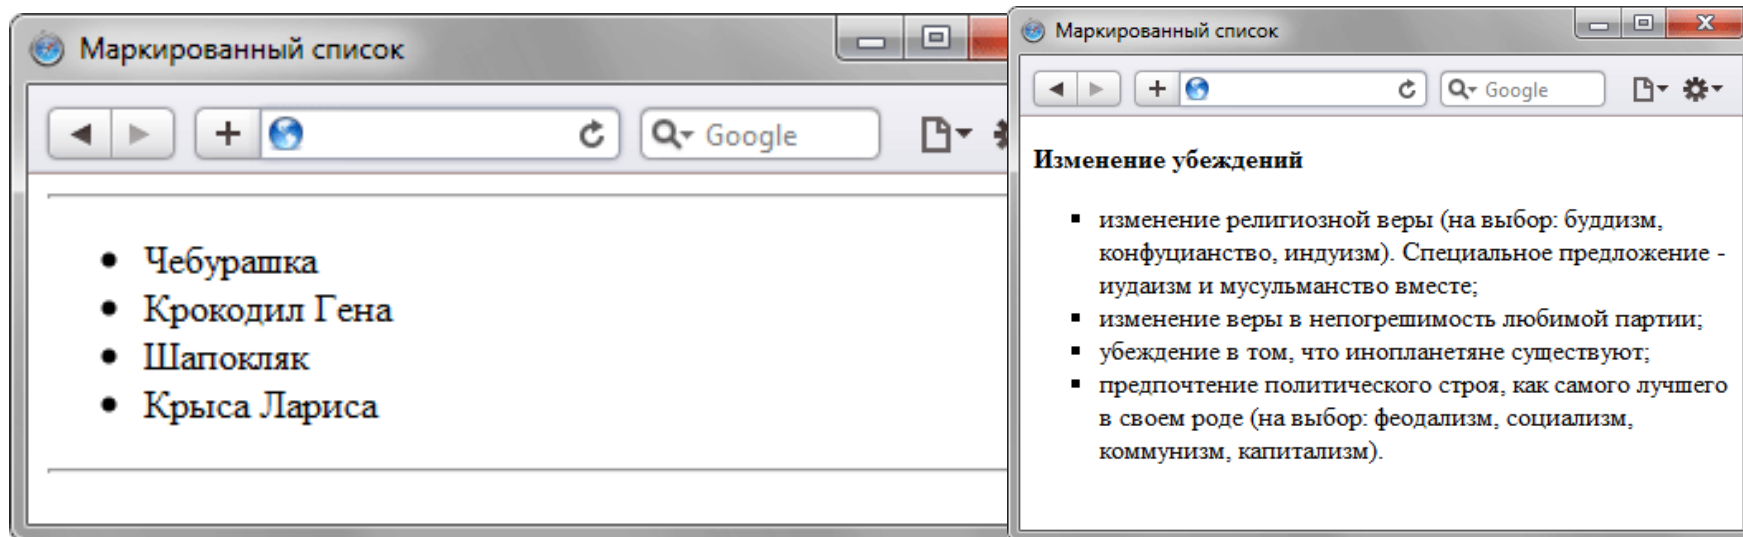 Маркированный список
Google
Чебурашка
Крокодил Гена
Шапокляк
Крыса Лариса
Маркированный список
Google
Изменение убеждений
изменение религиозной веры (на выбор: буддизм,
конфуцианство, индуизм). Специальное предложение -
иудаизм и мусульманство вместе;
изменение веры в непогрешимость любимой партии;
убеждение в том, что инопланетяне существуют;
предпочтение политического строя, как самого лучшего
в своем роде (на выбор: феодализм, социализм,
коммунизм, капитализм).